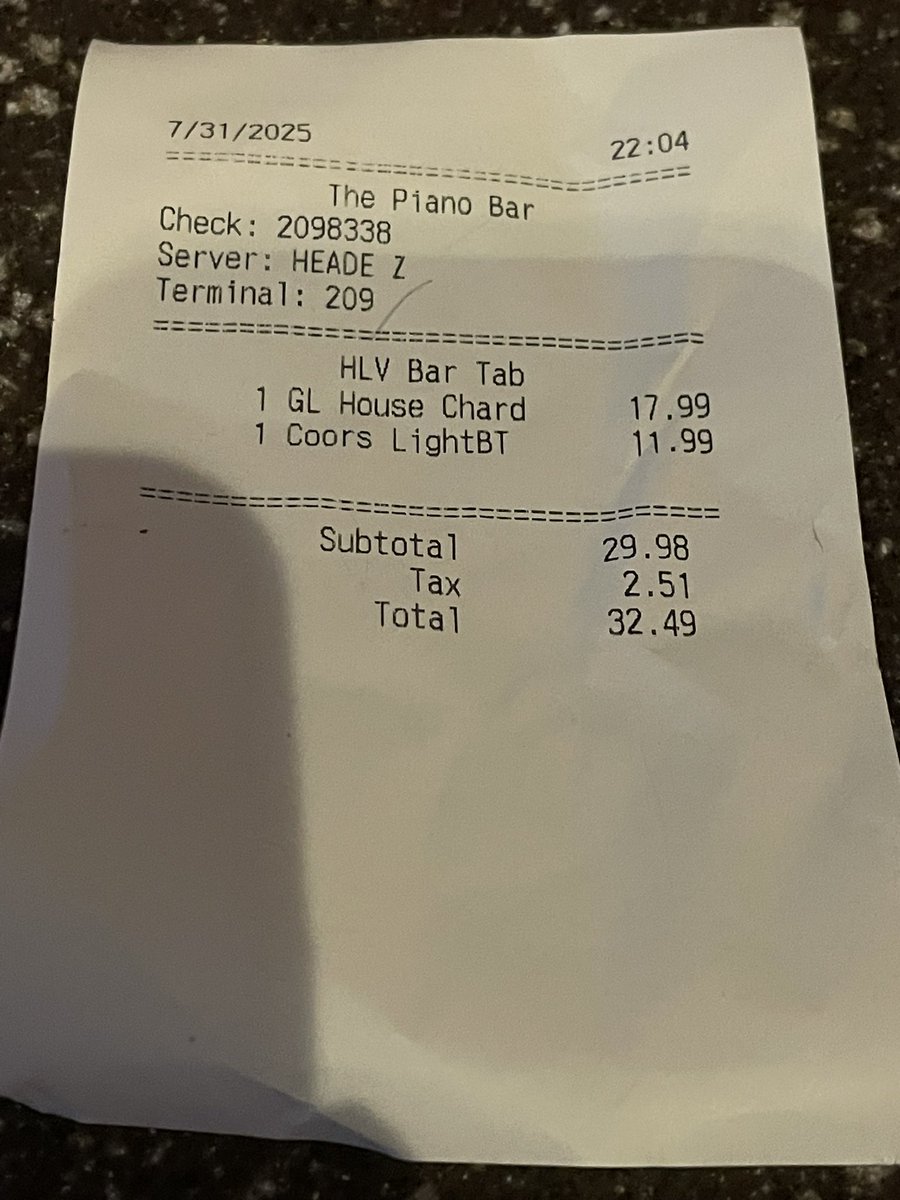 7/31/2025 22:04
========================================
The Piano Bar
Check: 2098338
Server: HEADE Z
Terminal: 209
========================================
HLV Bar Tab
1 GL House Chard 17.99
1 Coors LightBT 11.99
========================================
Subtotal 29.98
Tax 2.51
Total 32.49